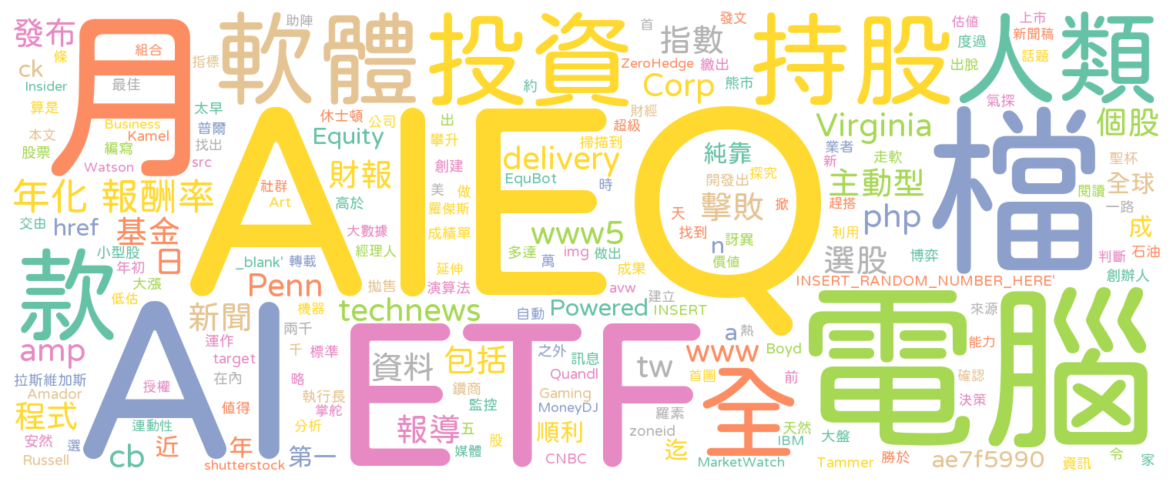 AIEQ
AI
ETF
電腦
檔
月
軟體
投資
持股
人類
全
款
發布
ck
Insider
算是
條
組合
助陣
指標
最佳
本文
股票
Watson
編寫
Business
Kamel
太早
普爾
找出
src
年化
報酬率
交由
href
基金
日
小型股
年初
大漲
低估
_blank'
轉載
Penn
新聞
amp
拉斯維加斯
Amador
程式
安然
Russell
選
運動性
cb
近
年
shutterstock
第一
授權
運作
target
在內
值得
機器
兩千
千
標準
略
執行長
掌舵
分析
technews
資料
報導
包括
鑽商
監控
五
媒體
股
CNBC
順利
Gaming
MoneyDJ
Quandl
之外
訊息
自動
Powered
INSERT
建立
www5
img
做出
多達
萬
avw
成果
延伸
演算法
拋售
經理人
大數據
成績單
羅傑斯
高於
社群
Art
財報
公司
Equity
休士頓
攀升
出
創建
美
做
EquBot
時
delivery
掃描到
約
首
ZeroHedge
指數
繳出
Corp
熊市
財經
超級
純靠
開發出
探究
擊敗
天
找到
掀
n
訝異
價值
發文
估值
度過
出脫
上市
新聞稿
話題
氣探
Virginia
個股
業者
新
走軟
聖杯
閱讀
主動型
全球
一路
趕搭
php
成
利用
選股
博弈
石油
判斷
創辦人
INSERT_RANDOM_NUMBER_HERE'
tw
www
a
熱
Boyd
首圖
前
羅素
zoneid
迄
MarketWatch
天然
IBM
大盤
Tammer
勝於
ae7f5990
資訊
令
家
來源
能力
確認
決策